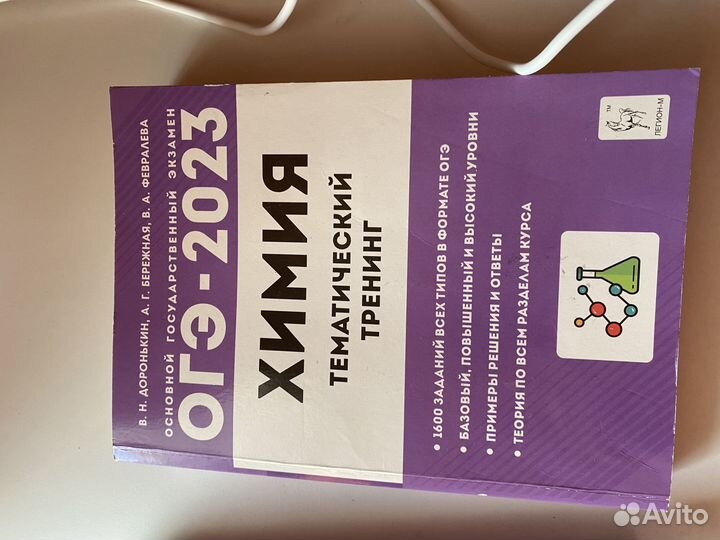 В. Н. ДОРОНЬКИН, А. Г. БЕРЕЖНАЯ, В. А. ФЕВРАЛЕВА
ОСНОВНОЙ ГОСУДАРСТВЕННЫЙ ЭКЗАМЕН
ОГЭ-2023
ХИМИЯ
ТЕМАТИЧЕСКИЙ
ТРЕНИНГ
• 1600 ЗАДАНИЙ ВСЕХ ТИПОВ В ФОРМАТЕ ОГЭ
• БАЗОВЫЙ, ПОВЫШЕННЫЙ И ВЫСОКИЙ УРОВНИ
• ПРИМЕРЫ РЕШЕНИЯ И ОТВЕТЫ
• ТЕОРИЯ ПО ВСЕМ РАЗДЕЛАМ КУРСА
TM
ЛЕГИОН-М
Avito